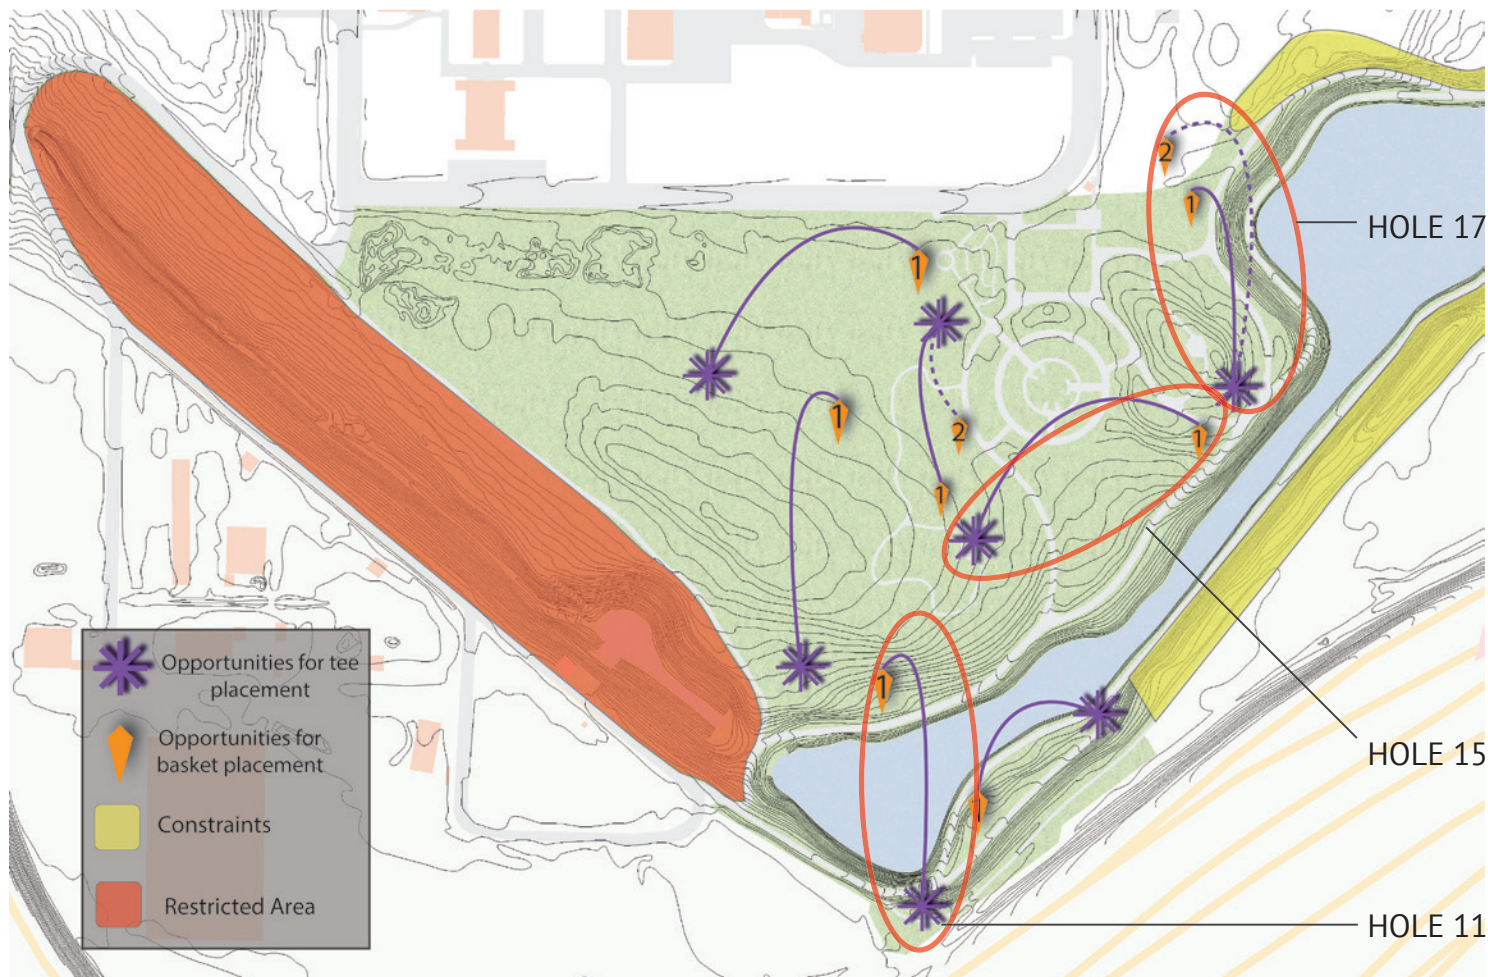 2
1
HOLE 17
1
1
2
1
1
1
HOLE 15
1
HOLE 11
Opportunities for tee
placement
Opportunities for
basket placement
Constraints
Restricted Area